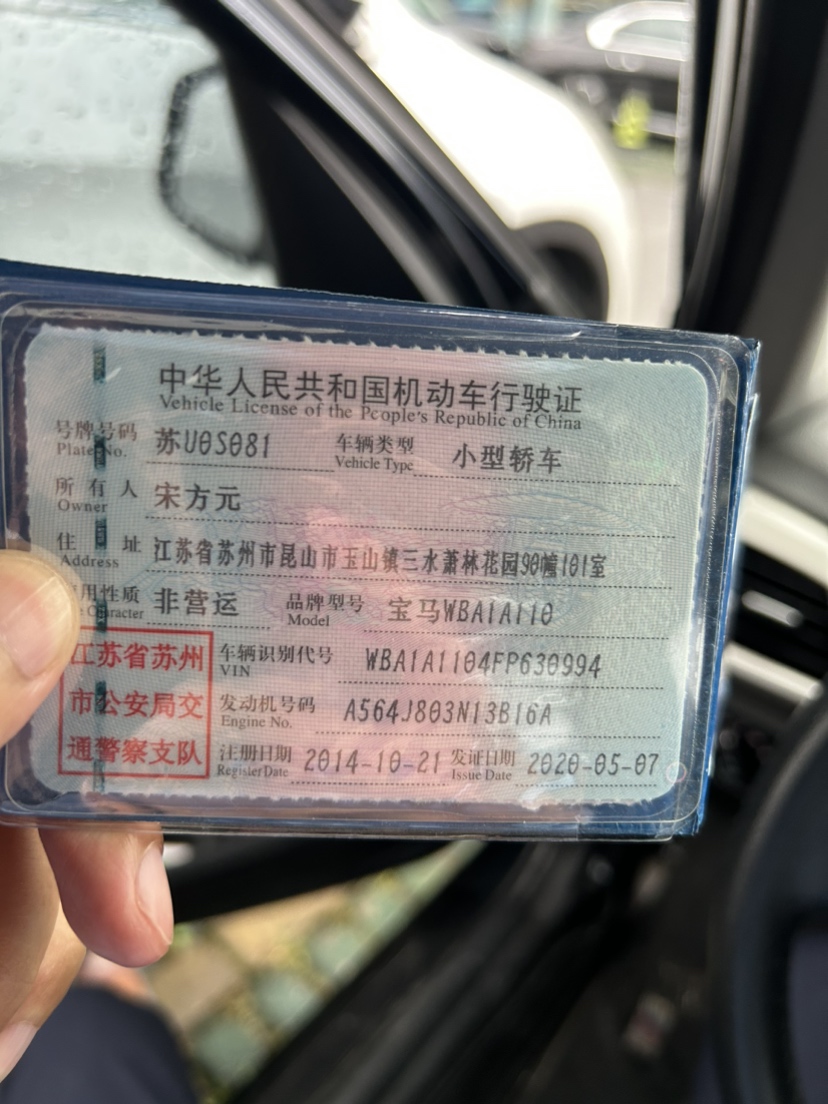 中华人民共和国机动车行驶证
Vehicle License of the People's Republic of China
号牌号码 苏U0S081 车辆类型 小型轿车
Plate No. Vehicle Type
所有人 宋方元
Owner
住址 江苏省苏州市昆山市玉山镇三水萧林花园90幢101室
Address
用性质 非营运 品牌型号 宝马WBA1A110
Character Model
江苏省苏州 车辆识别代号 WBA1A1104FP630994
VIN
市公安局交 发动机号码 A564J803N13B16A
Engine No.
通警察支队 注册日期 2014-10-21 发证日期 2020-05-07
Register Date Issue Date